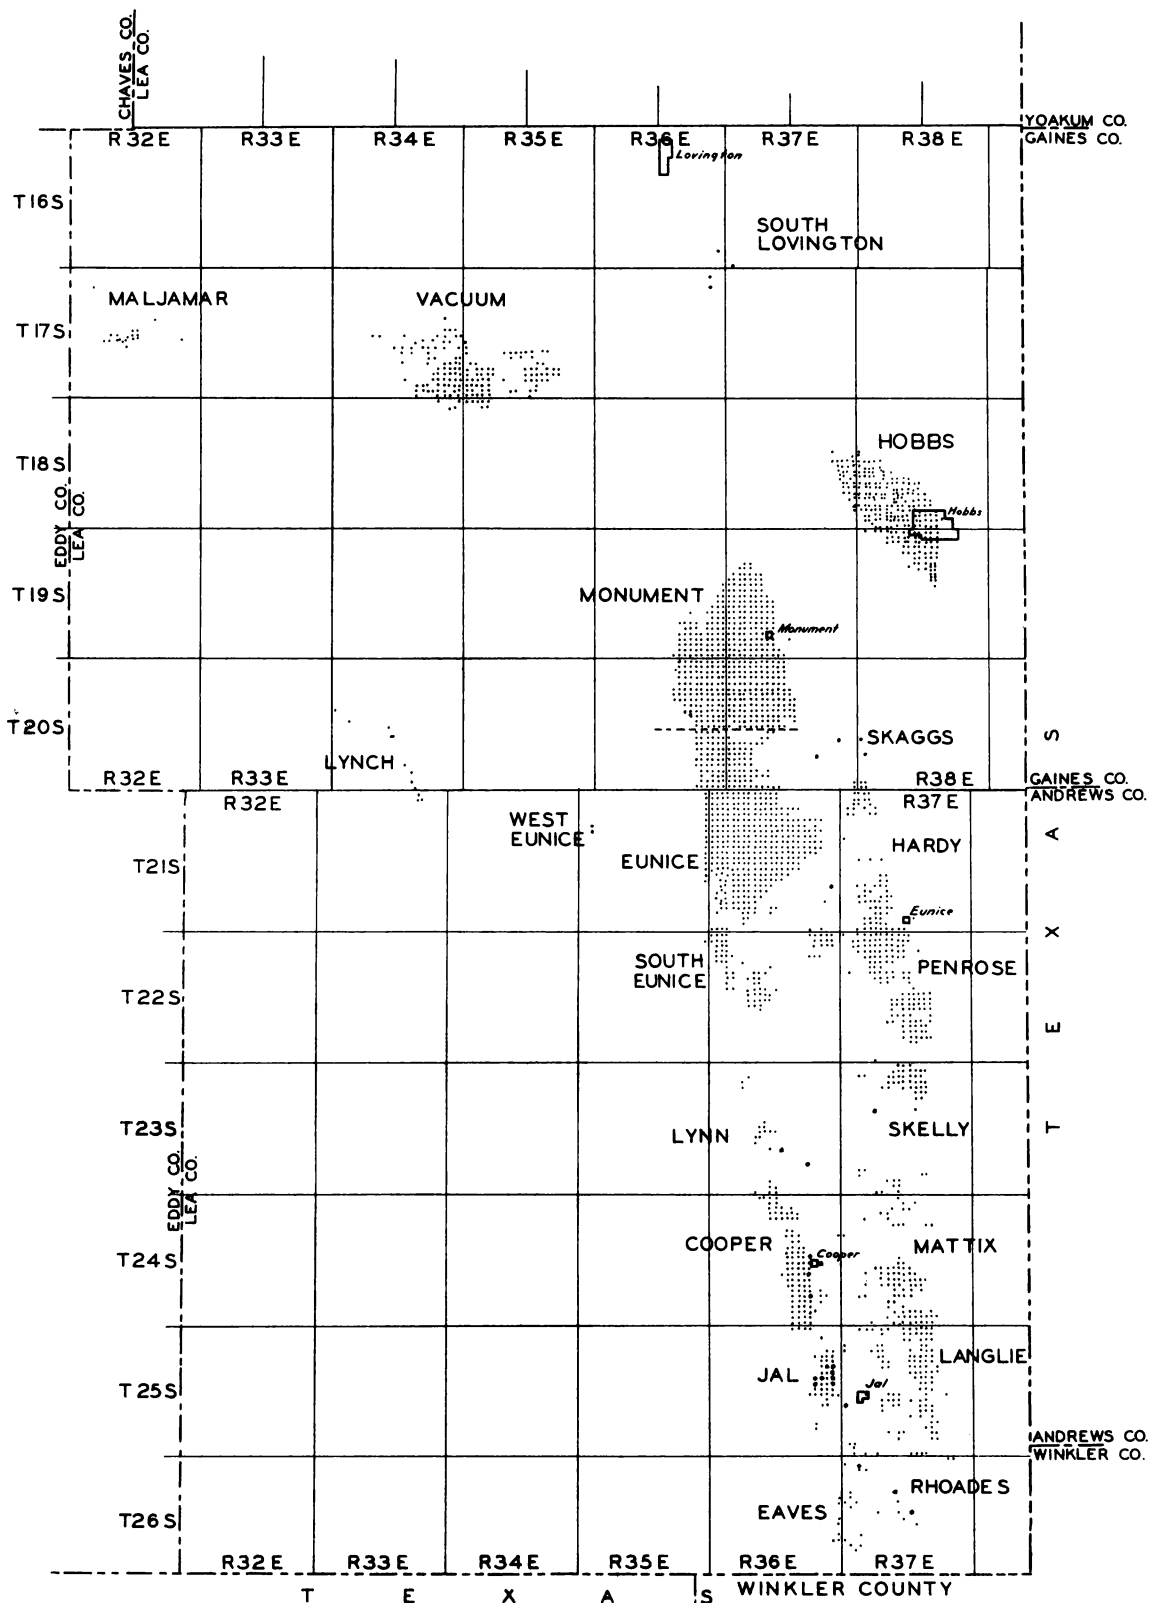 CHAVES CO.
LEA CO.
R32E R33E R34E R35E R36E R37E R38E
YOAKUM CO.
GAINES CO.
Lovington
T16S
SOUTH
LOVINGTON
MALJAMAR
VACUUM
T17S
HOBBS
T18S
EDDY CO.
LEA CO.
Hobbs
T19S
MONUMENT
Monument
T20S
SKAGGS
LYNCH
R32E R33E R38E
GAINES CO.
ANDREWS CO.
R32E R37E
WEST
EUNICE
T21S
EUNICE
HARDY
Eunice
SOUTH
EUNICE
PENROSE
T22S
T23S
LYNN
SKELLY
EDDY CO.
LEA CO.
T24S
COOPER
Cooper
MATTIX
T25S
JAL
Jal
LANGLIE
ANDREWS CO.
WINKLER CO.
T26S
EAVES
RHOADES
R32E R33E R34E R35E R36E R37E
TEXAS
WINKLER COUNTY
TEXAS